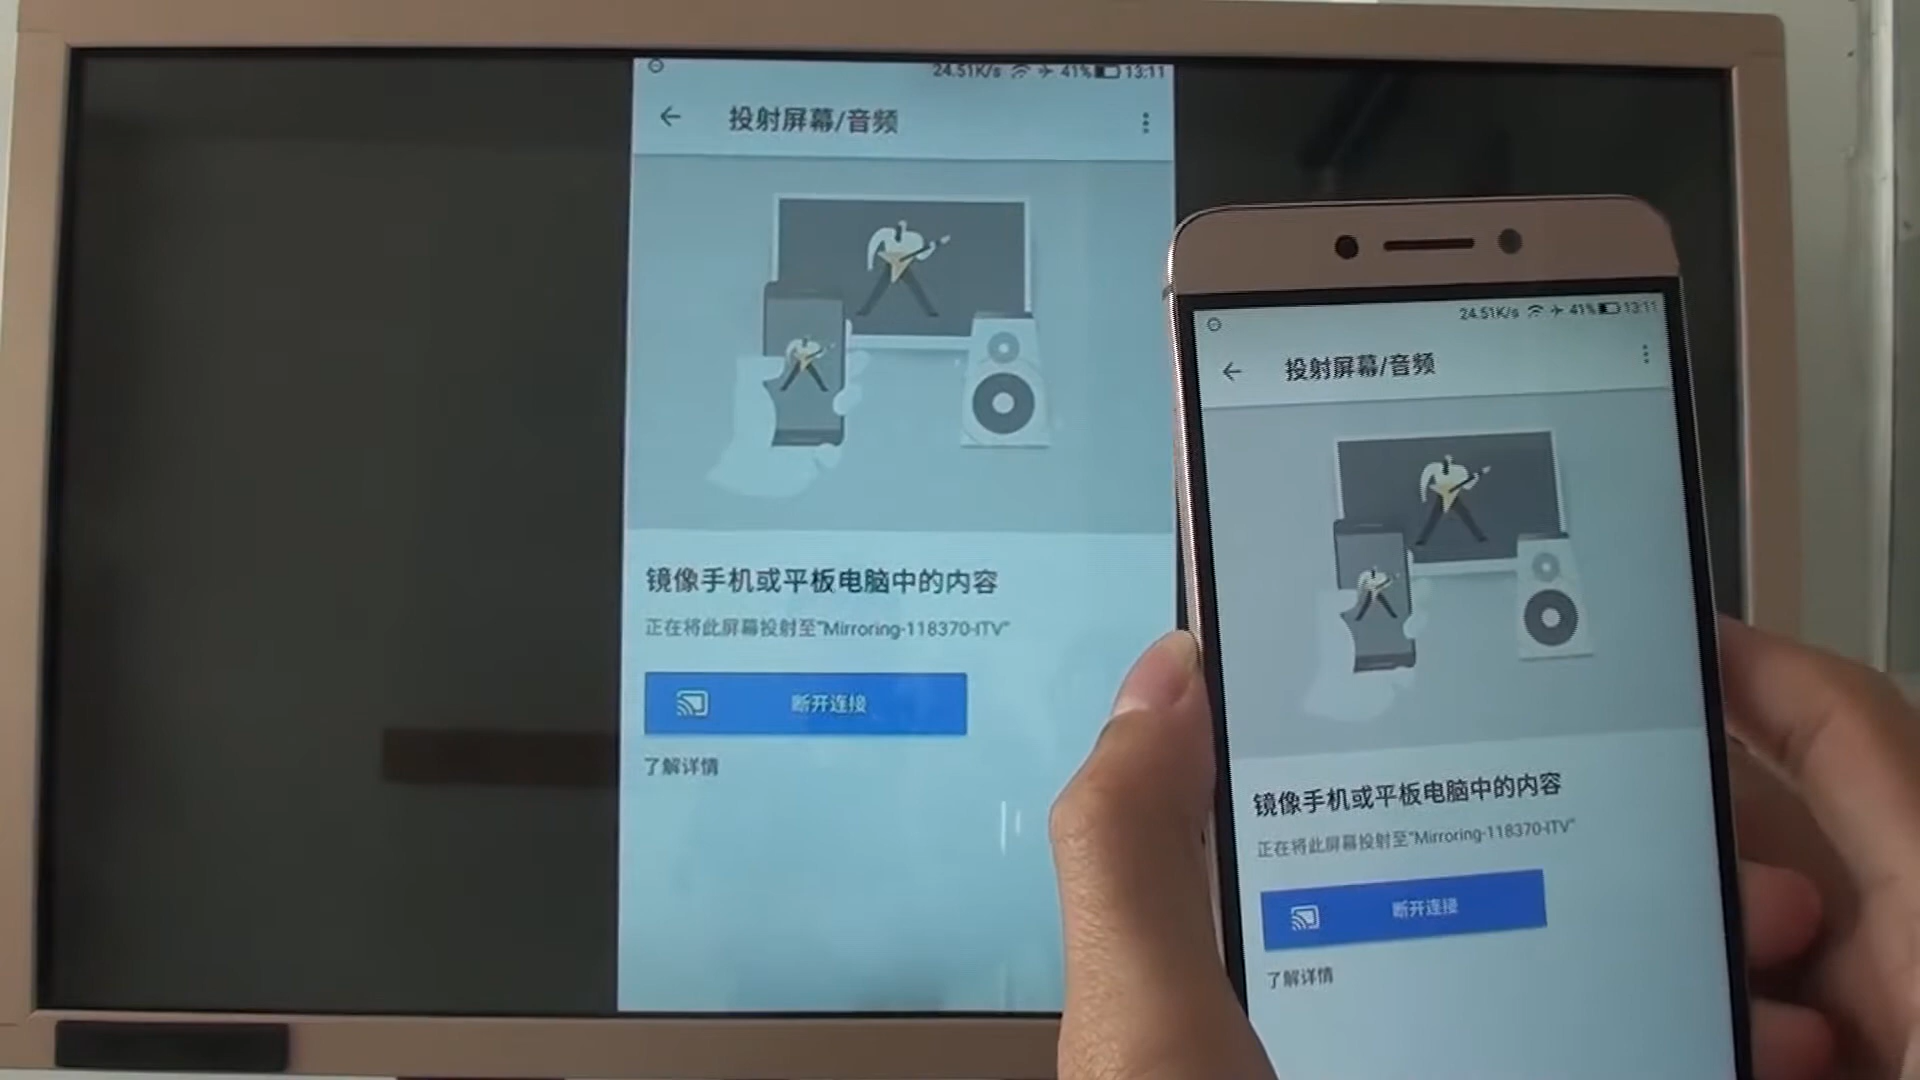 24.51K/s 41% 13:11
投射屏幕/音频
镜像手机或平板电脑中的内容
正在将此屏幕投射至"Mirroring-118370-ITV"
断开连接
了解详情
24.51K/s 41% 13:11
投射屏幕/音频
镜像手机或平板电脑中的内容
正在将此屏幕投射至"Mirroring-118370-ITV"
断开连接
了解详情